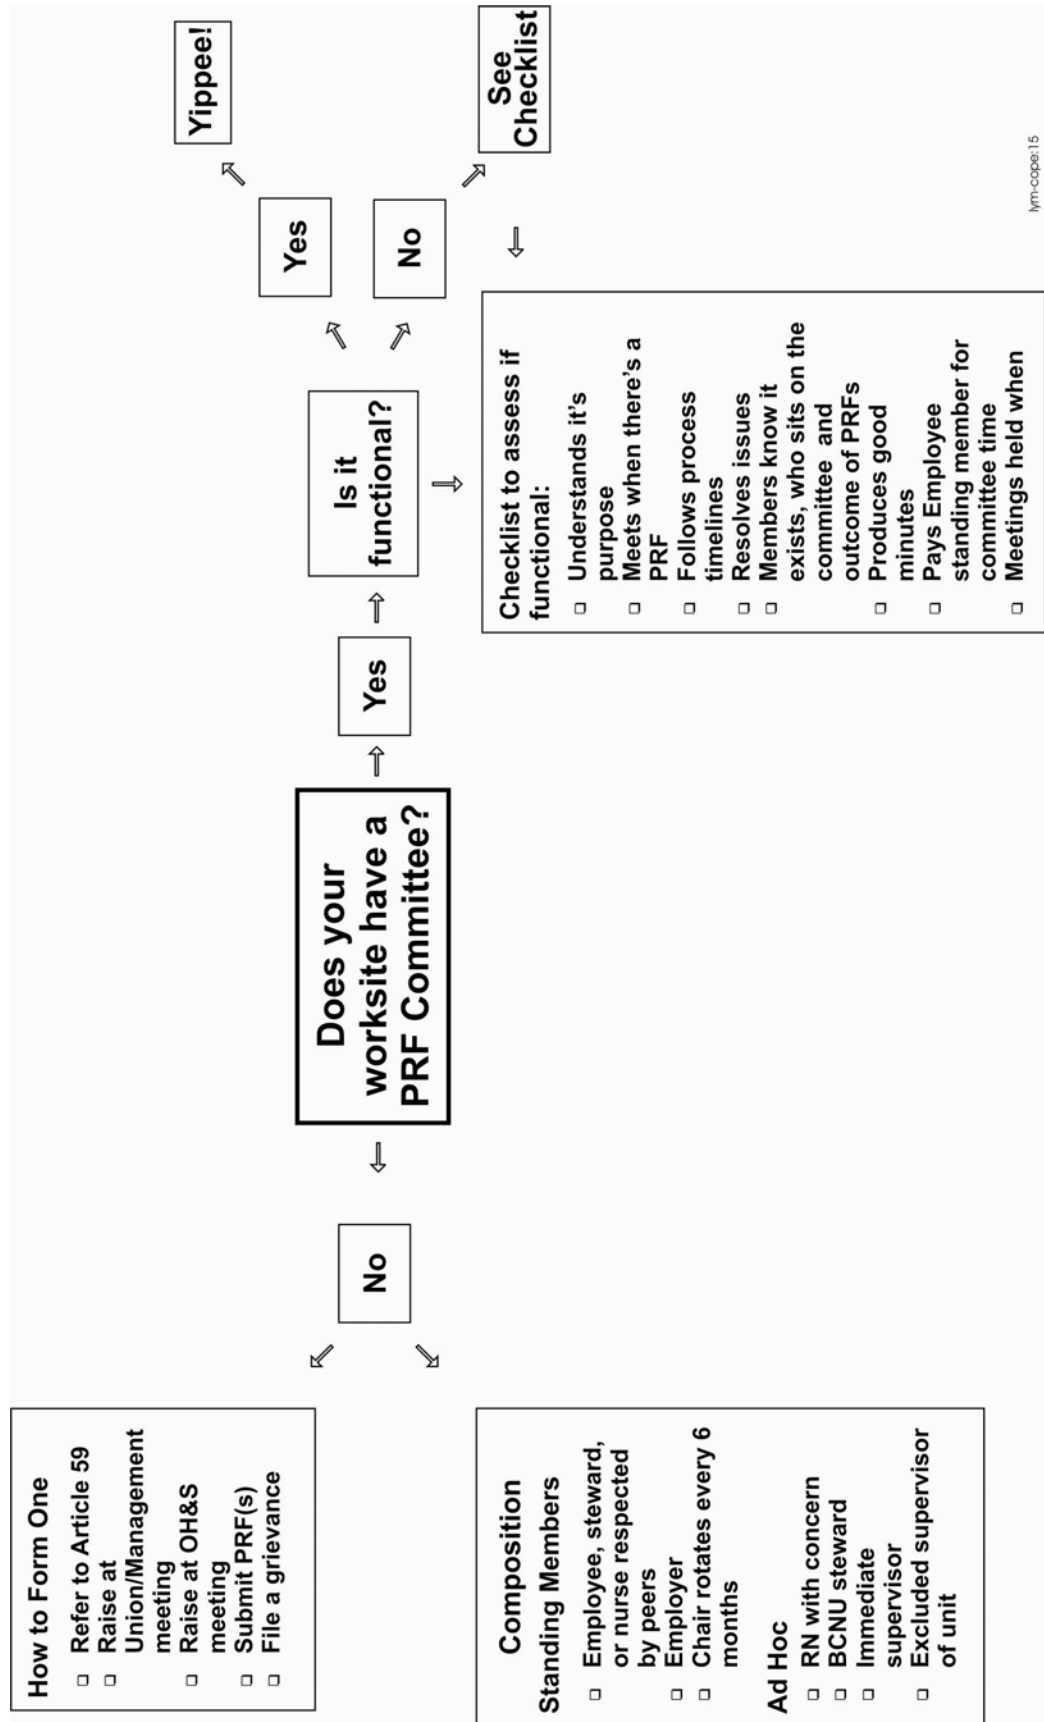 How to Form One
❑ Refer to Article 59
❑ Raise at
Union/Management
meeting
❑ Raise at OH&S
meeting
❑ Submit PRF(s)
❑ File a grievance
Composition
Standing Members
❑ Employee, steward,
or nurse respected
by peers
❑ Employer
❑ Chair rotates every 6
months
Ad Hoc
❑ RN with concern
❑ BCNU steward
❑ Immediate
supervisor
❑ Excluded supervisor
of unit
No
Does your
worksite have a
PRF Committee?
Yes
Is it
functional?
Yes
No
Yippee!
See
Checklist
Checklist to assess if
functional:
❑ Understands it's
purpose
❑ Meets when there's a
PRF
❑ Follows process
timelines
❑ Resolves issues
❑ Members know it
exists, who sits on the
committee and
outcome of PRFs
❑ Produces good
minutes
❑ Pays Employee
standing member for
committee time
❑ Meetings held when
lym-cope:15